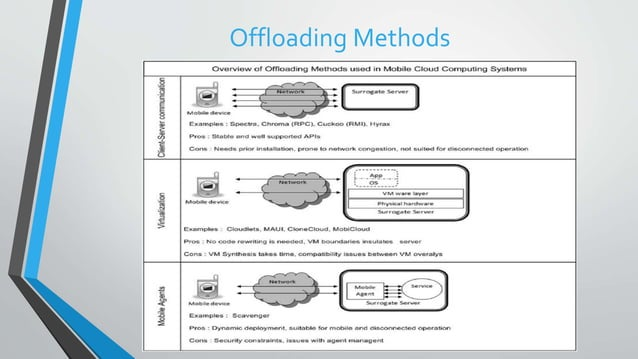 Offloading Methods
Overview of Offloading Methods used in Mobile Cloud Computing Systems
Client-Server communication
Mobile device
Network
Surrogate Server
Examples : Spectra, Chroma (RPC), Cuckoo (RMI), Hyrax
Pros : Stable and well supported APIs
Cons : Needs prior installation, prone to network congestion, not suited for disconnected operation
Virtualization
Mobile device
Network
App
OS
VM ware layer
Physical hardware
Surrogate Server
Examples : Cloudlets, MAUI, CloneCloud, MobiCloud
Pros : No code rewriting is needed, VM boundaries insulates server
Cons : VM Synthesis takes time, compatibility issues between VM overalys
Mobile Agents
Mobile device
Network
Mobile
Agent
Service
Surrogate Server
Examples : Scavenger
Pros : Dynamic deployment, suitable for mobile and disconnected operation
Cons : Security constraints, issues with agent managent